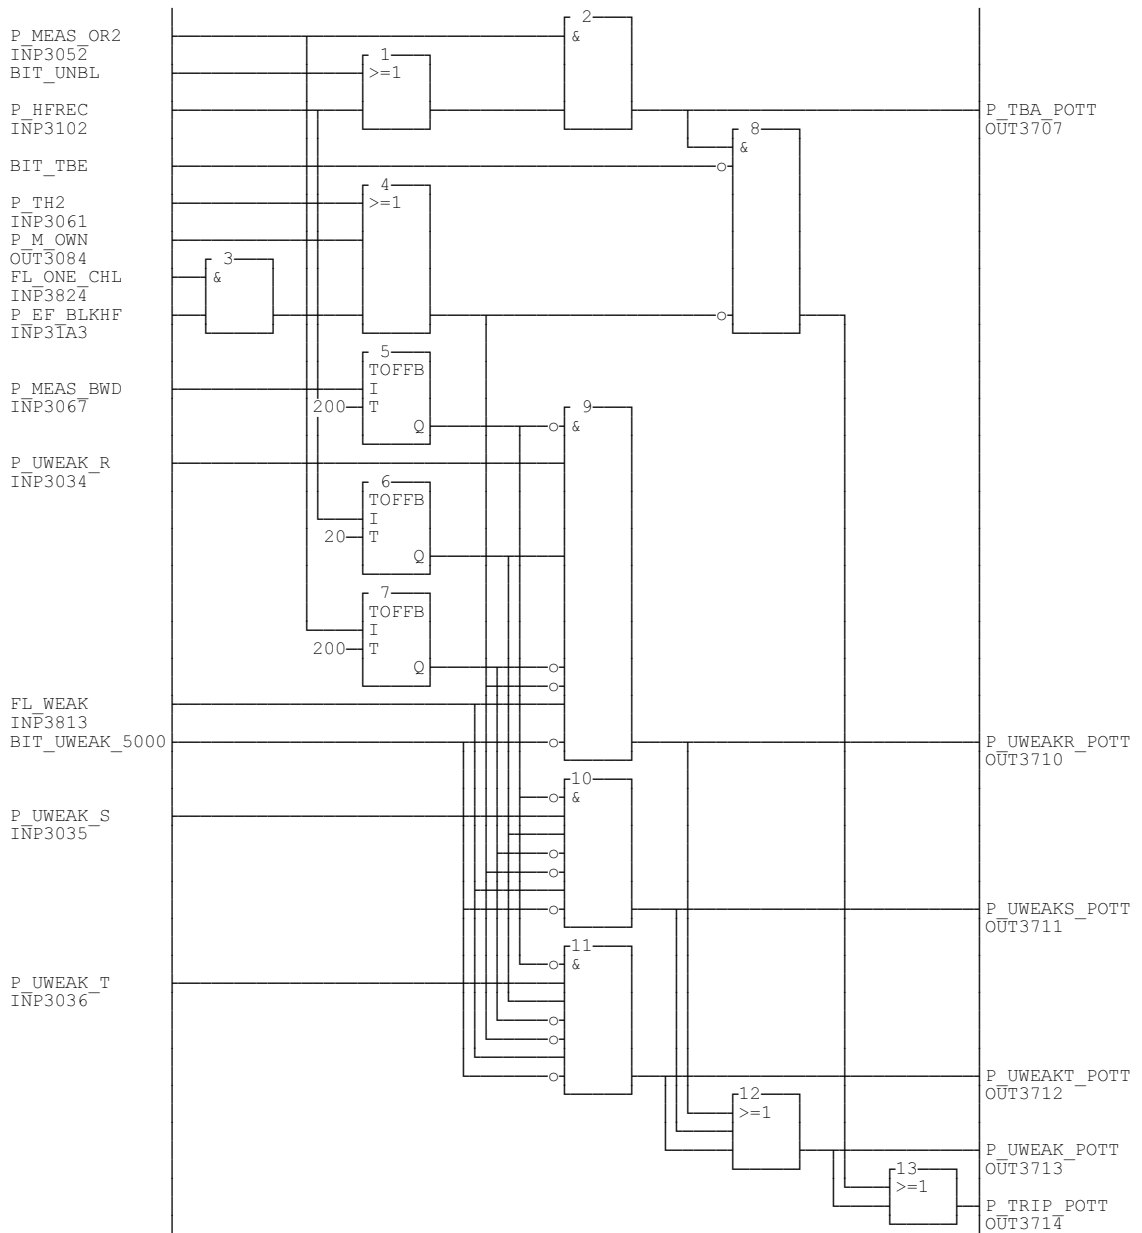 2
P_MEAS_OR2
&
INP3052
1
BIT_UNBL
>=1
P_HFREC
P_TBA_POTT
INP3102
8
OUT3707
&
BIT_TBE
4
P_TH2
>=1
INP3061
P_M_OWN
OUT3084
3
FL_ONE_CHL
&
INP3824
P_EF_BLKHF
INP31A3
5
TOFFB
P_MEAS_BWD
I
INP3067
200
T
9
Q
&
P_UWEAK_R
INP3034
6
TOFFB
I
20
T
Q
7
TOFFB
I
200
T
Q
FL_WEAK
INP3813
BIT_UWEAK_5000
P_UWEAKR_POTT
OUT3710
10
&
P_UWEAK_S
INP3035
P_UWEAKS_POTT
OUT3711
11
&
P_UWEAK_T
INP3036
P_UWEAKT_POTT
OUT3712
12
>=1
P_UWEAK_POTT
OUT3713
13
>=1
P_TRIP_POTT
OUT3714